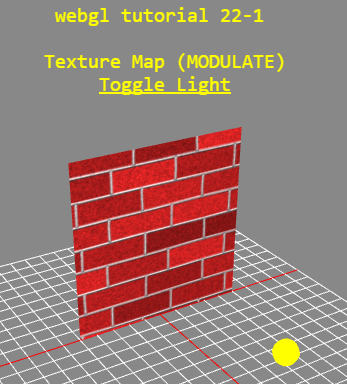 webgl tutorial 22-1
Texture Map (MODULATE)
Toggle Light